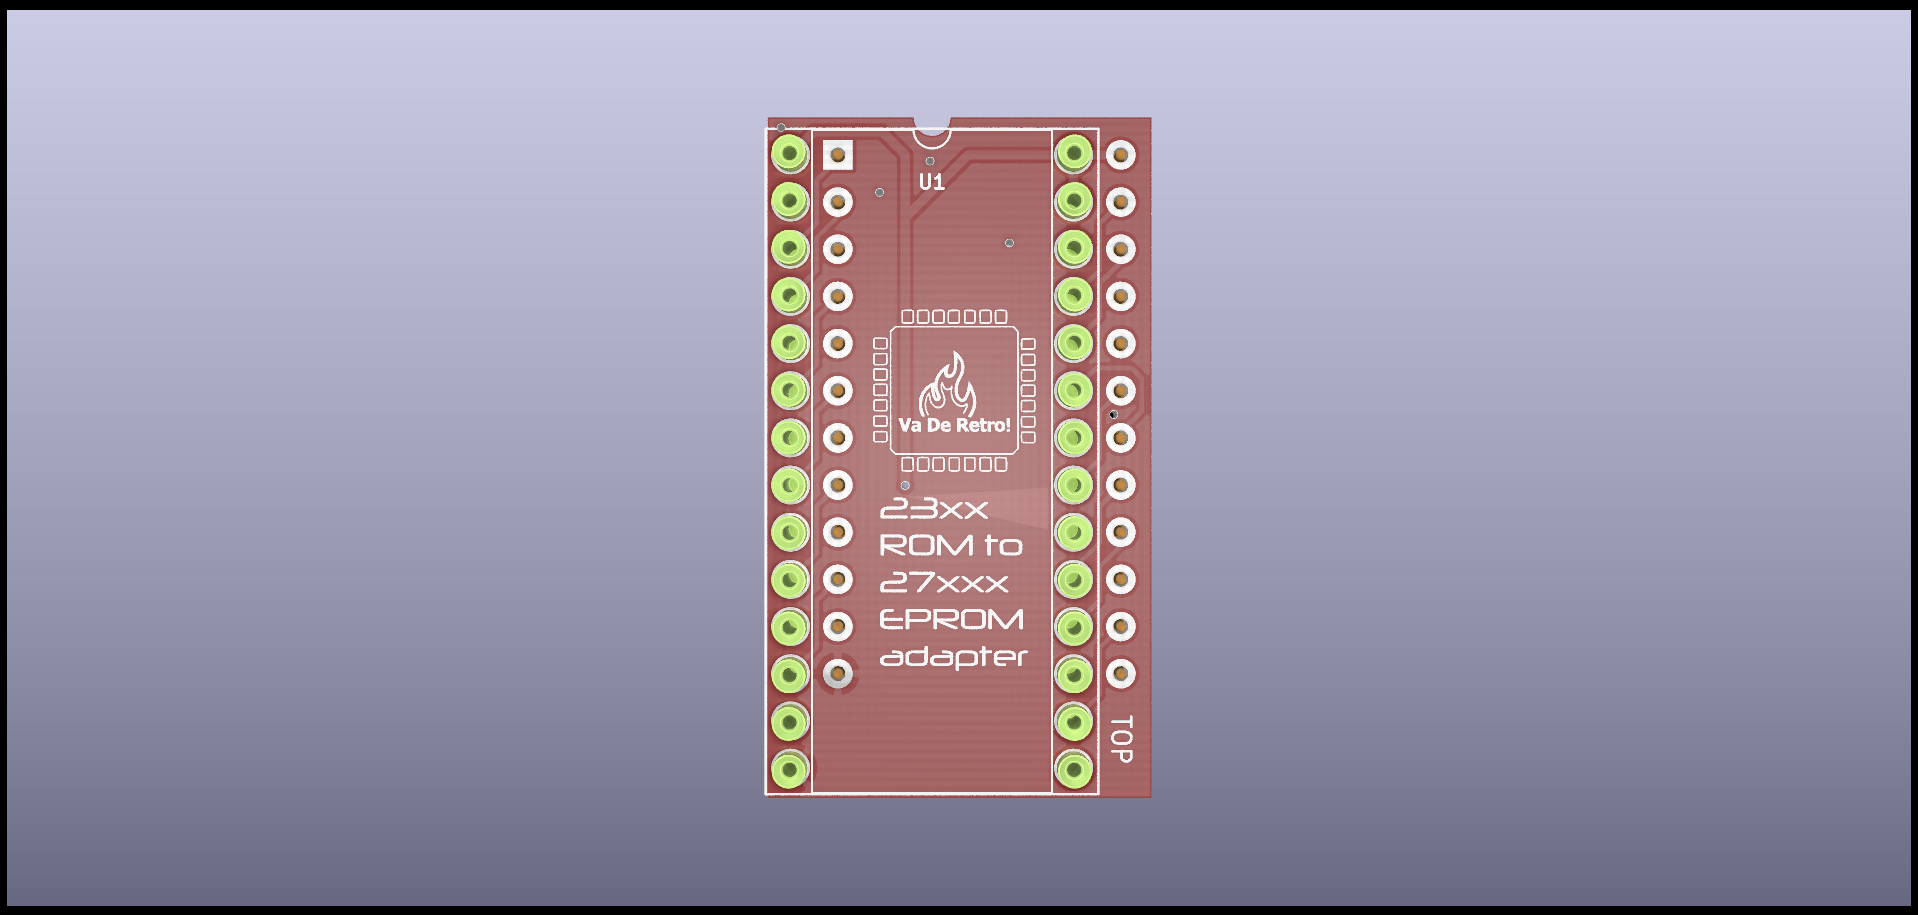 U1
Va De Retro!
23xx
ROM to
27xxx
EPROM
adapter
TOP